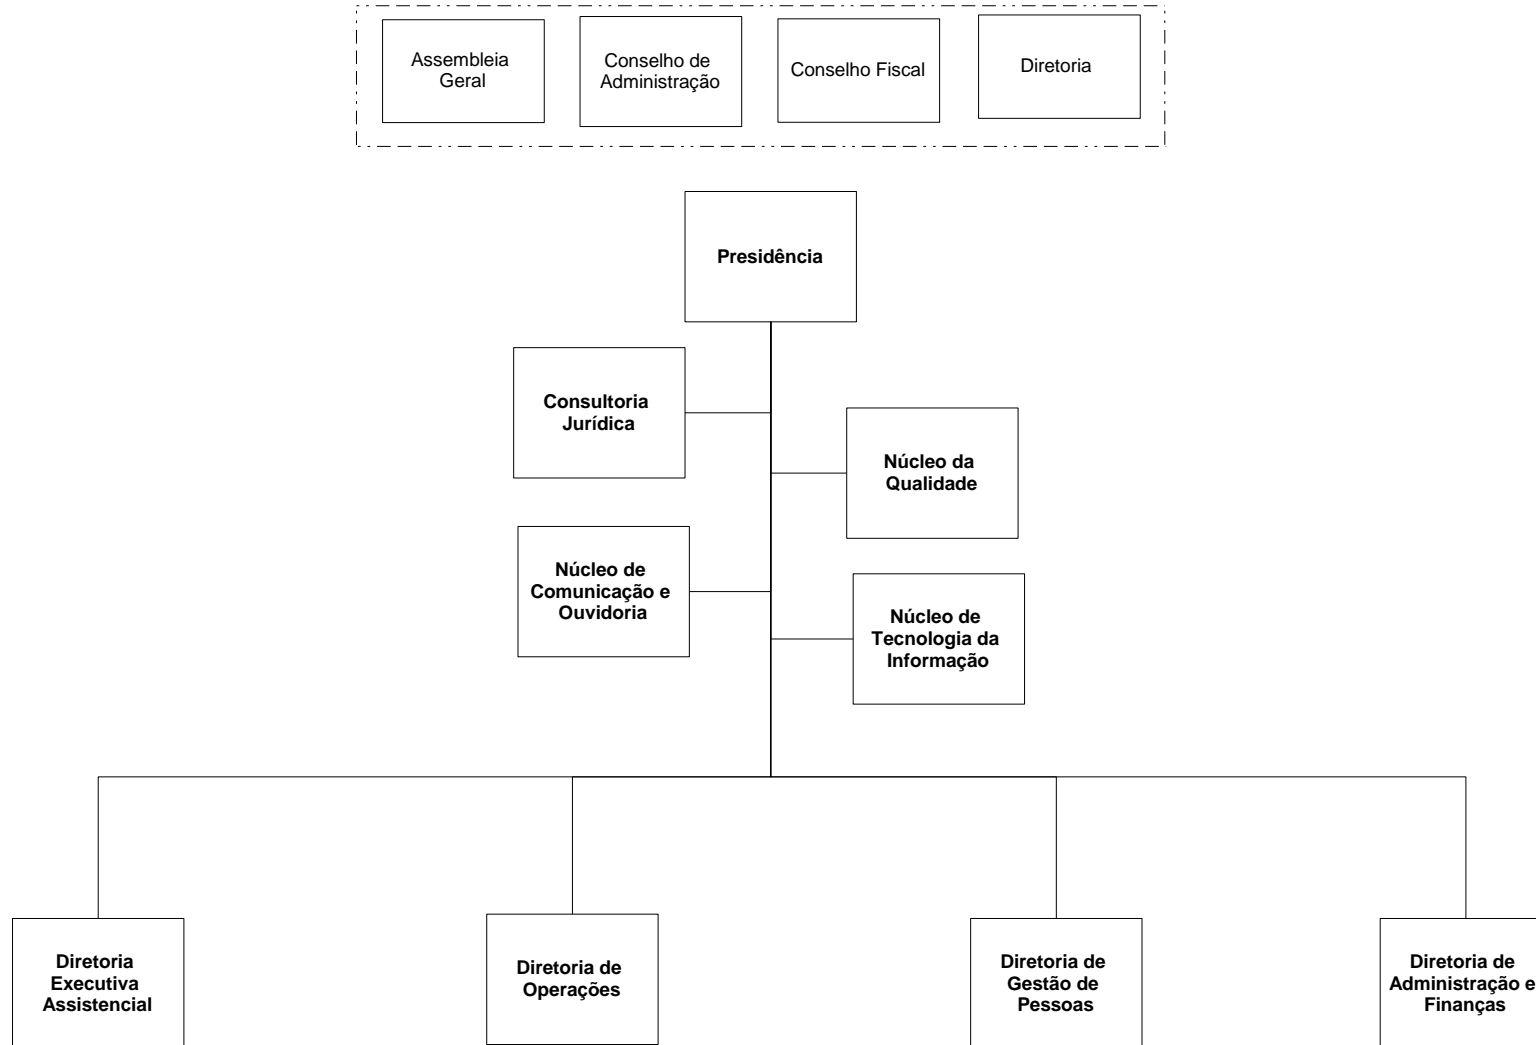 Assembleia
Geral
Conselho de
Administração
Conselho Fiscal
Diretoria
Presidência
Consultoria
Jurídica
Núcleo da
Qualidade
Núcleo de
Comunicação e
Ouvidoria
Núcleo de
Tecnologia da
Informação
Diretoria
Executiva
Assistencial
Diretoria de
Operações
Diretoria de
Gestão de
Pessoas
Diretoria de
Administração e
Finanças